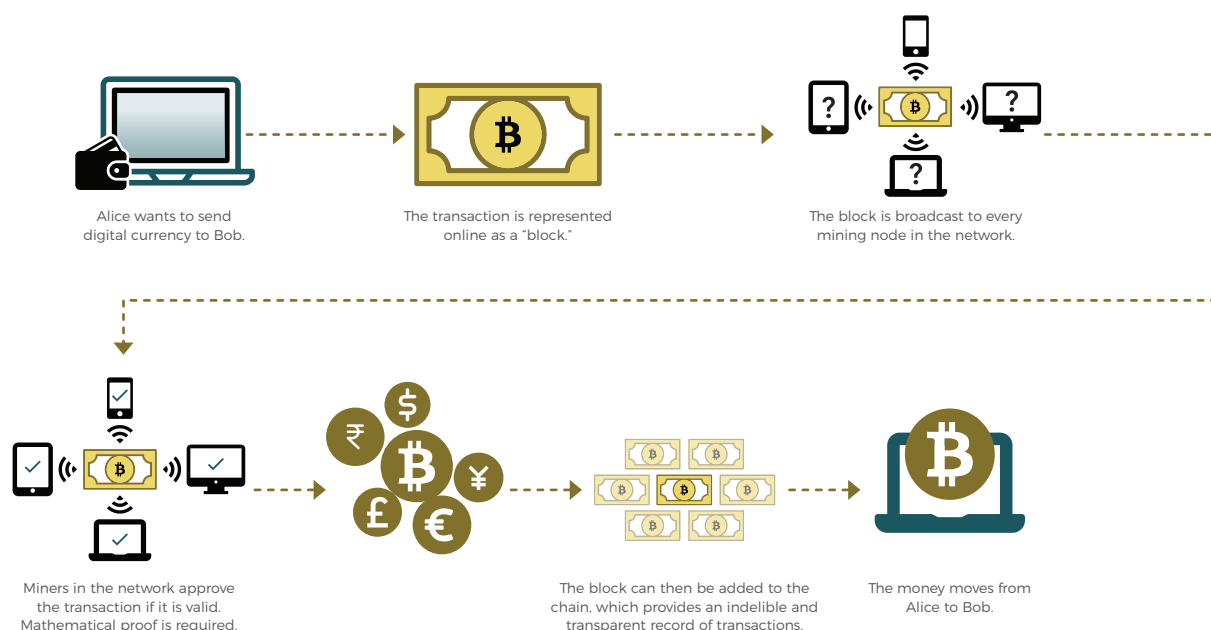 ?
?
?
Alice wants to send
digital currency to Bob.
The transaction is represented
online as a “block.”
The block is broadcast to every
mining node in the network.
₹
$
¥
£
€
Miners in the network approve
the transaction if it is valid.
Mathematical proof is required.
The block can then be added to the
chain, which provides an indelible and
transparent record of transactions.
The money moves from
Alice to Bob.